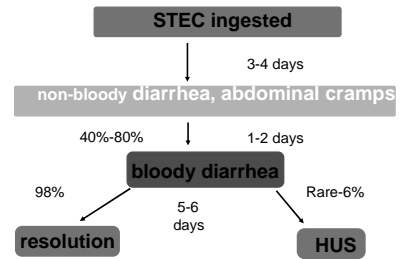 STEC ingested
3-4 days
non-bloody diarrhea, abdominal cramps
40%-80%
1-2 days
bloody diarrhea
98%
5-6
days
Rare-6%
resolution
HUS